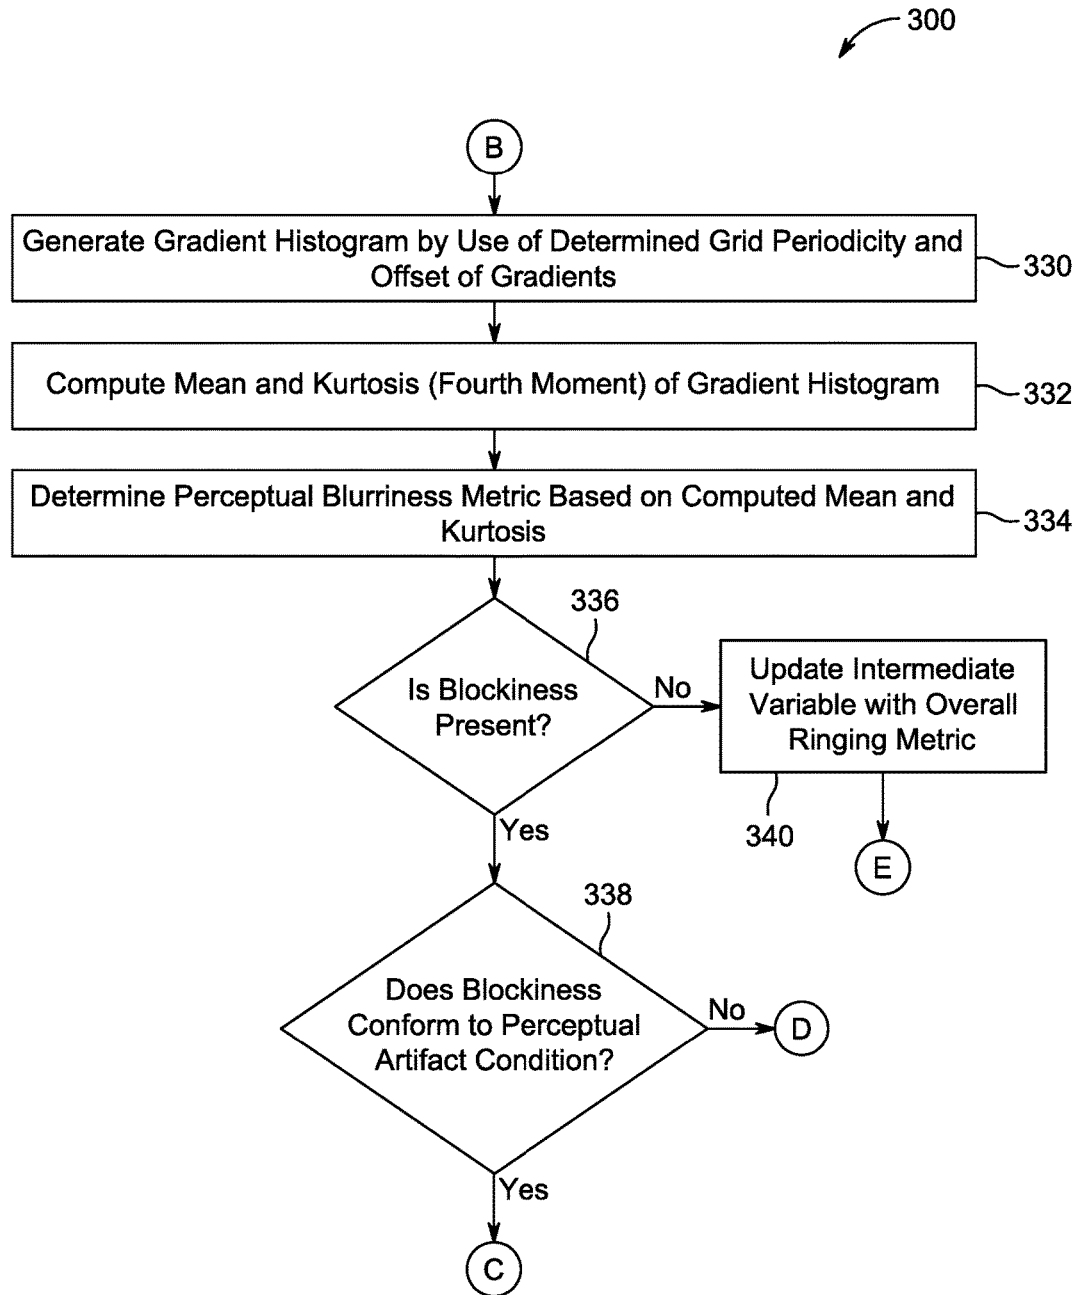 300
B
Generate Gradient Histogram by Use of Determined Grid Periodicity and
Offset of Gradients
330
Compute Mean and Kurtosis (Fourth Moment) of Gradient Histogram
332
Determine Perceptual Blurriness Metric Based on Computed Mean and
Kurtosis
334
336
Is Blockiness
Present?
No
Update Intermediate
Variable with Overall
Ringing Metric
340
E
Yes
338
Does Blockiness
Conform to Perceptual
Artifact Condition?
No
D
Yes
C